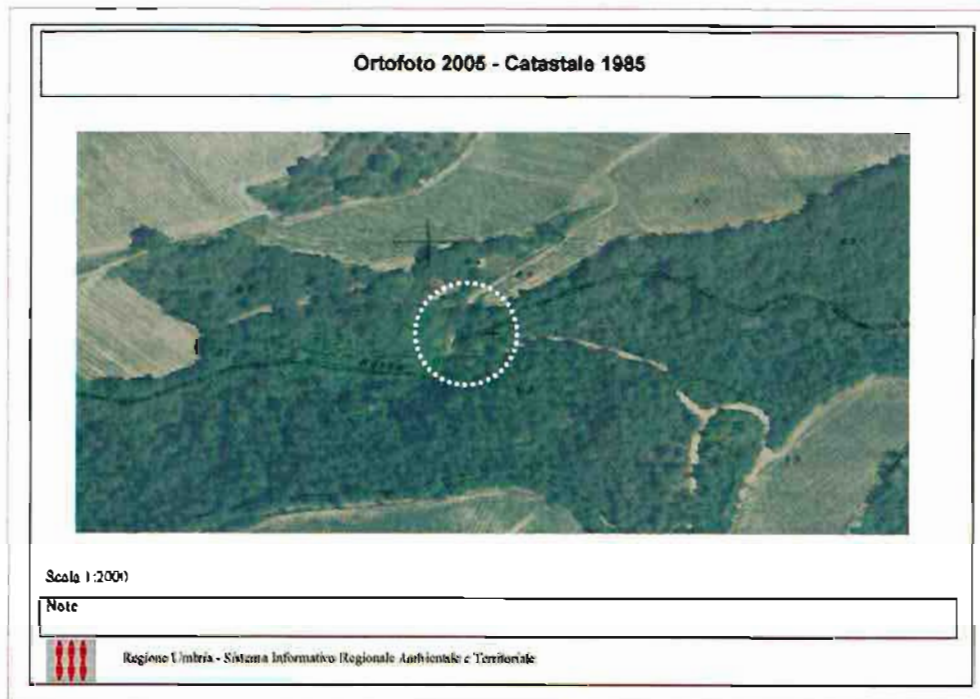 Ortofoto 2005 - Catastale 1985
Scala 1:2000
Note
Regione Umbria - Sistema Informativo Regionale Ambientale e Territoriale